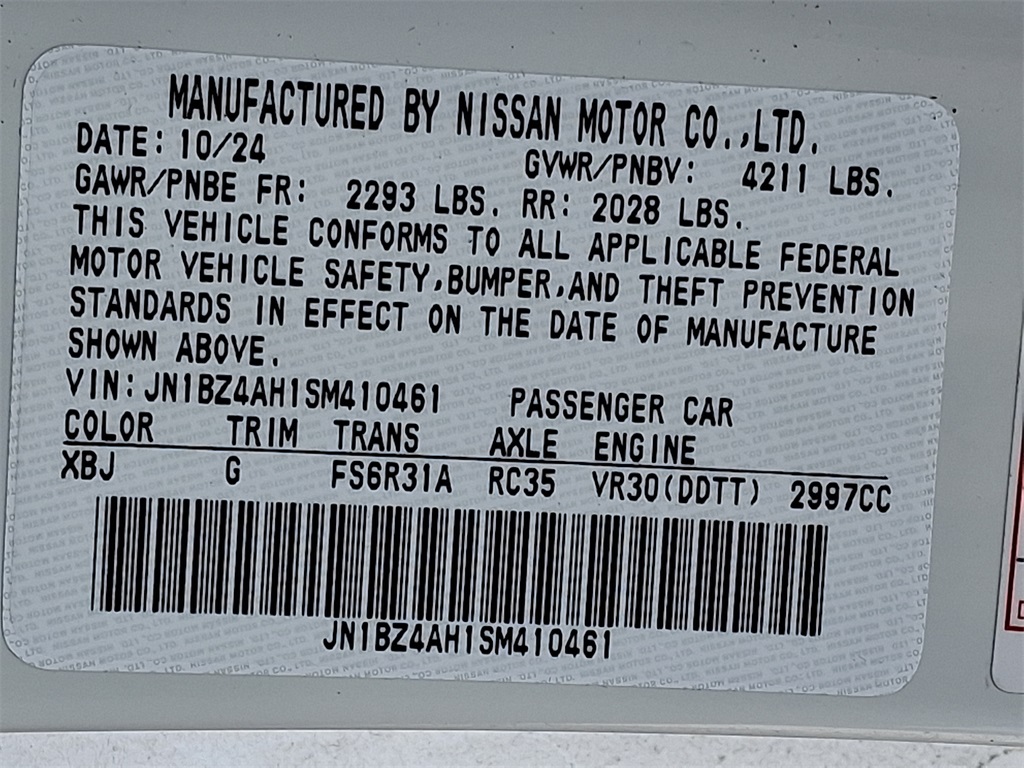 MANUFACTURED BY NISSAN MOTOR CO.,LTD.
DATE: 10/24 GVWR/PNBV: 4211 LBS.
GAWR/PNBE FR: 2293 LBS. RR: 2028 LBS.
THIS VEHICLE CONFORMS TO ALL APPLICABLE FEDERAL
MOTOR VEHICLE SAFETY,BUMPER,AND THEFT PREVENTION
STANDARDS IN EFFECT ON THE DATE OF MANUFACTURE
SHOWN ABOVE.
VIN: JN1BZ4AH1SM410461 PASSENGER CAR
COLOR TRIM TRANS AXLE ENGINE
XBJ G FS6R31A RC35 VR30(DDTT) 2997CC
JN1BZ4AH1SM410461